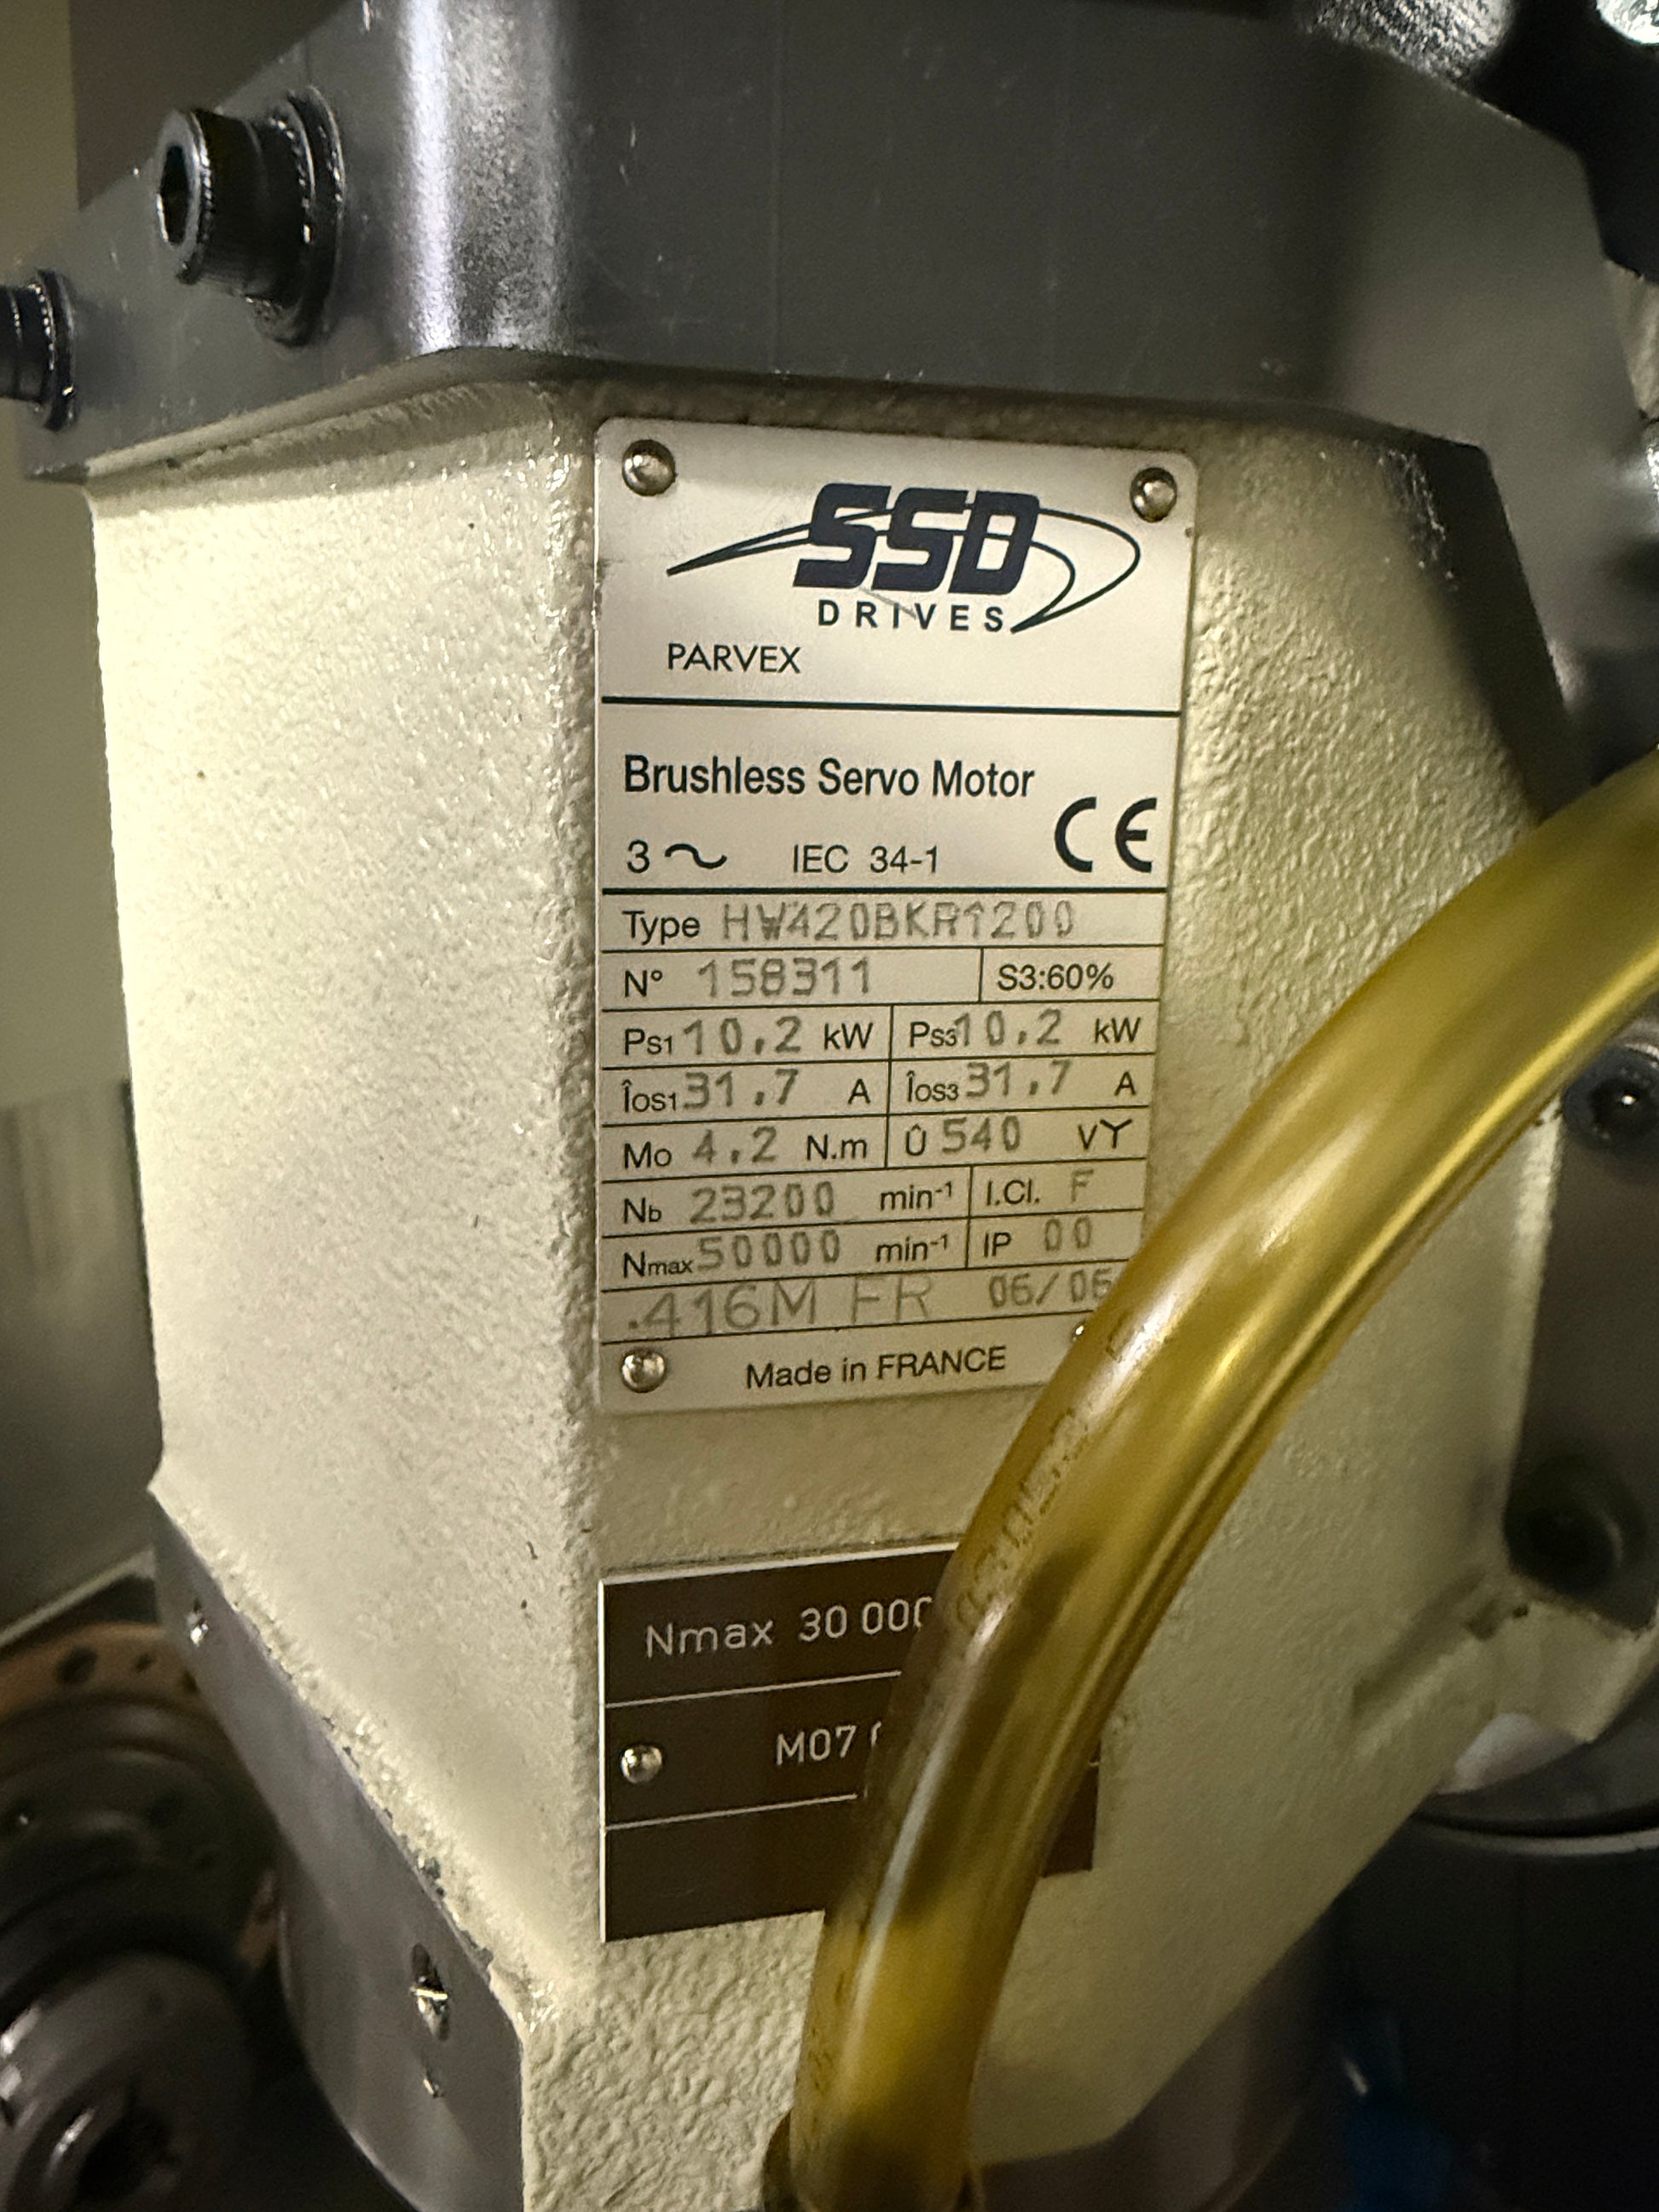 SSD
DRIVES
PARVEX
Brushless Servo Motor
3~ IEC 34-1 CE
Type HW420BKR1200
N° 158311 S3:60%
Ps1 10.2 kW Ps3 10.2 kW
Îos1 31.7 A Îos3 31.7 A
Mo 4.2 N.m Û 540 VY
Nb 23200 min-1 I.Cl. F
Nmax 50000 min-1 IP 00
.416M FR 06/06
Made in FRANCE
Nmax 30 000
M07